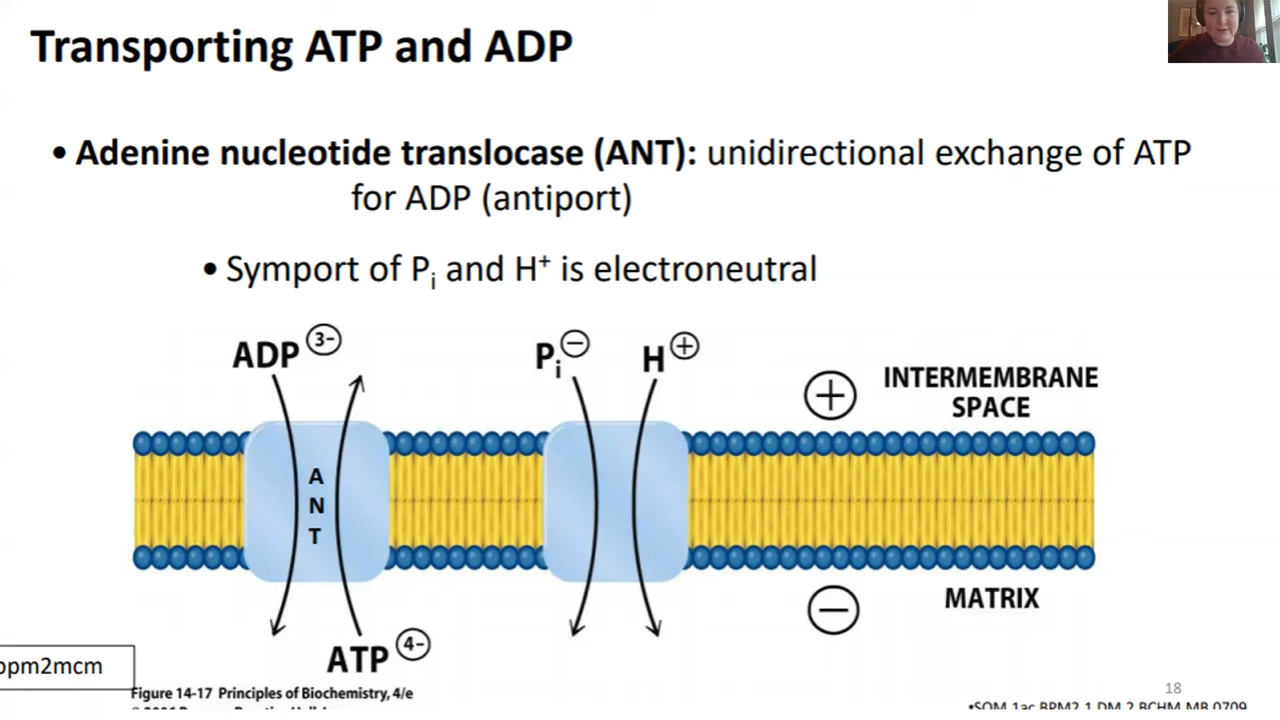 Transporting ATP and ADP
• Adenine nucleotide translocase (ANT): unidirectional exchange of ATP
for ADP (antiport)
• Symport of Pi and H+ is electroneutral
ADP 3-
Pi − H +
+ INTERMEMBRANE
SPACE
A
N
T
− MATRIX
ATP 4-
ppm2mcm
Figure 14-17 Principles of Biochemistry, 4/e
18
•SOM.1ac.BPM2.1.DM.2.BCHM.MB.0709